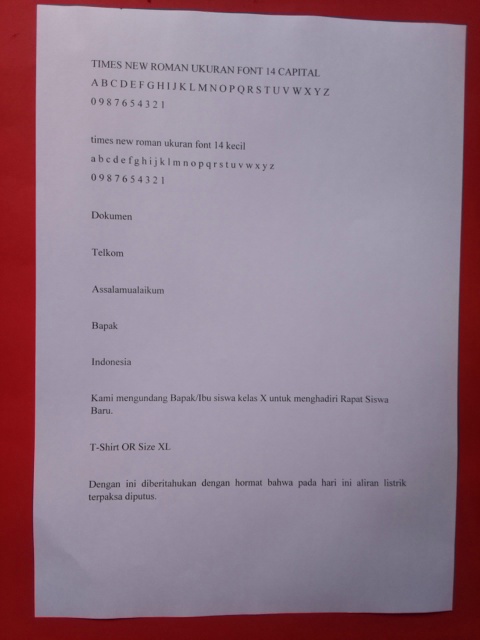 TIMES NEW ROMAN UKURAN FONT 14 CAPITAL
A B C D E F G H I J K L M N O P Q R S T U V W X Y Z
0 9 8 7 6 5 4 3 2 1
times new roman ukuran font 14 kecil
a b c d e f g h i j k l m n o p q r s t u v w x y z
0 9 8 7 6 5 4 3 2 1
Dokumen
Telkom
Assalamualaikum
Bapak
Indonesia
Kami mengundang Bapak/Ibu siswa kelas X untuk menghadiri Rapat Siswa
Baru.
T-Shirt OR Size XL
Dengan ini diberitahukan dengan hormat bahwa pada hari ini aliran listrik
terpaksa diputus.